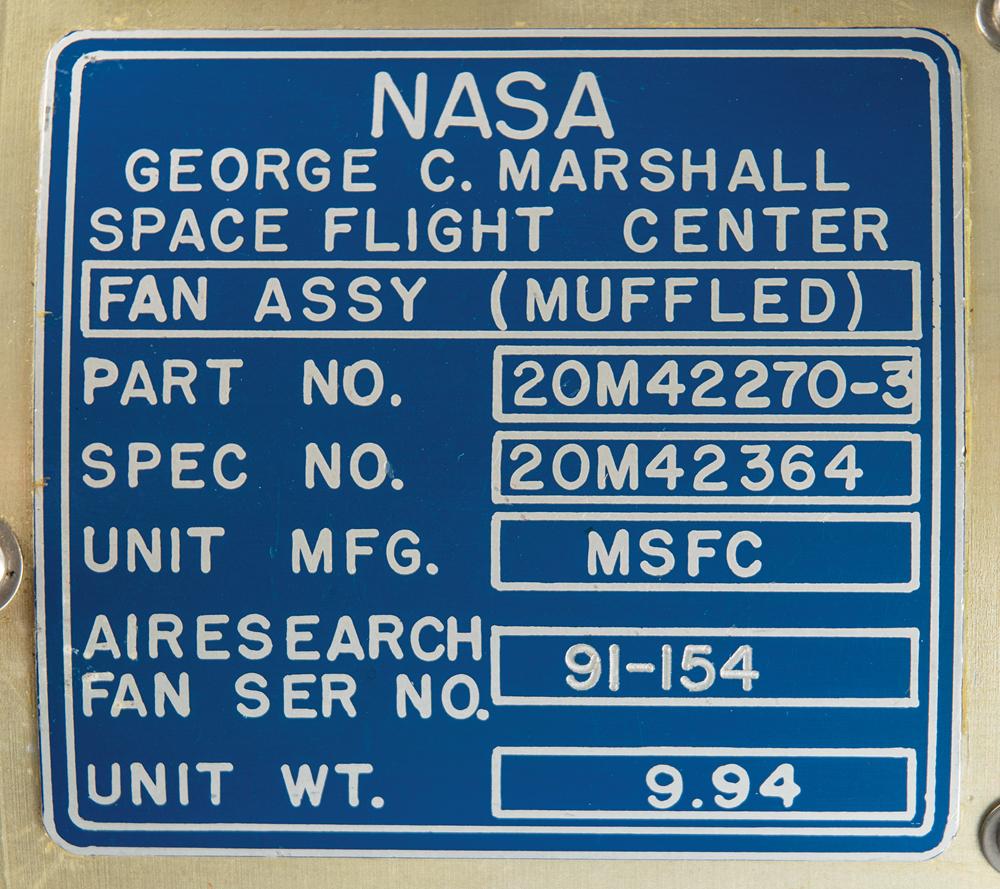 NASA
GEORGE C. MARSHALL
SPACE FLIGHT CENTER
FAN ASSY (MUFFLED)
PART NO. 20M42270-3
SPEC NO. 20M42364
UNIT MFG. MSFC
AIRESEARCH
FAN SER NO. 91-154
UNIT WT. 9.94